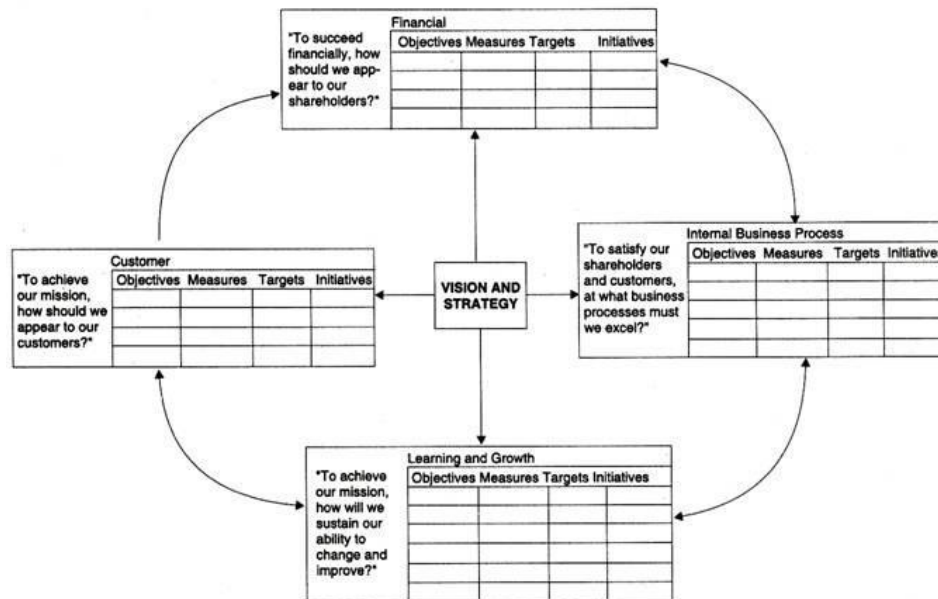 Financial
"To succeed
financially, how
should we app-
ear to our
shareholders?"
Objectives Measures Targets Initiatives
Customer
"To achieve
our mission,
how should we
appear to our
customers?"
Objectives Measures Targets Initiatives
VISION AND
STRATEGY
Internal Business Process
"To satisfy our
shareholders
and customers,
at what business
processes must
we excel?"
Objectives Measures Targets Initiatives
Learning and Growth
"To achieve
our mission,
how will we
sustain our
ability to
change and
improve?"
Objectives Measures Targets Initiatives